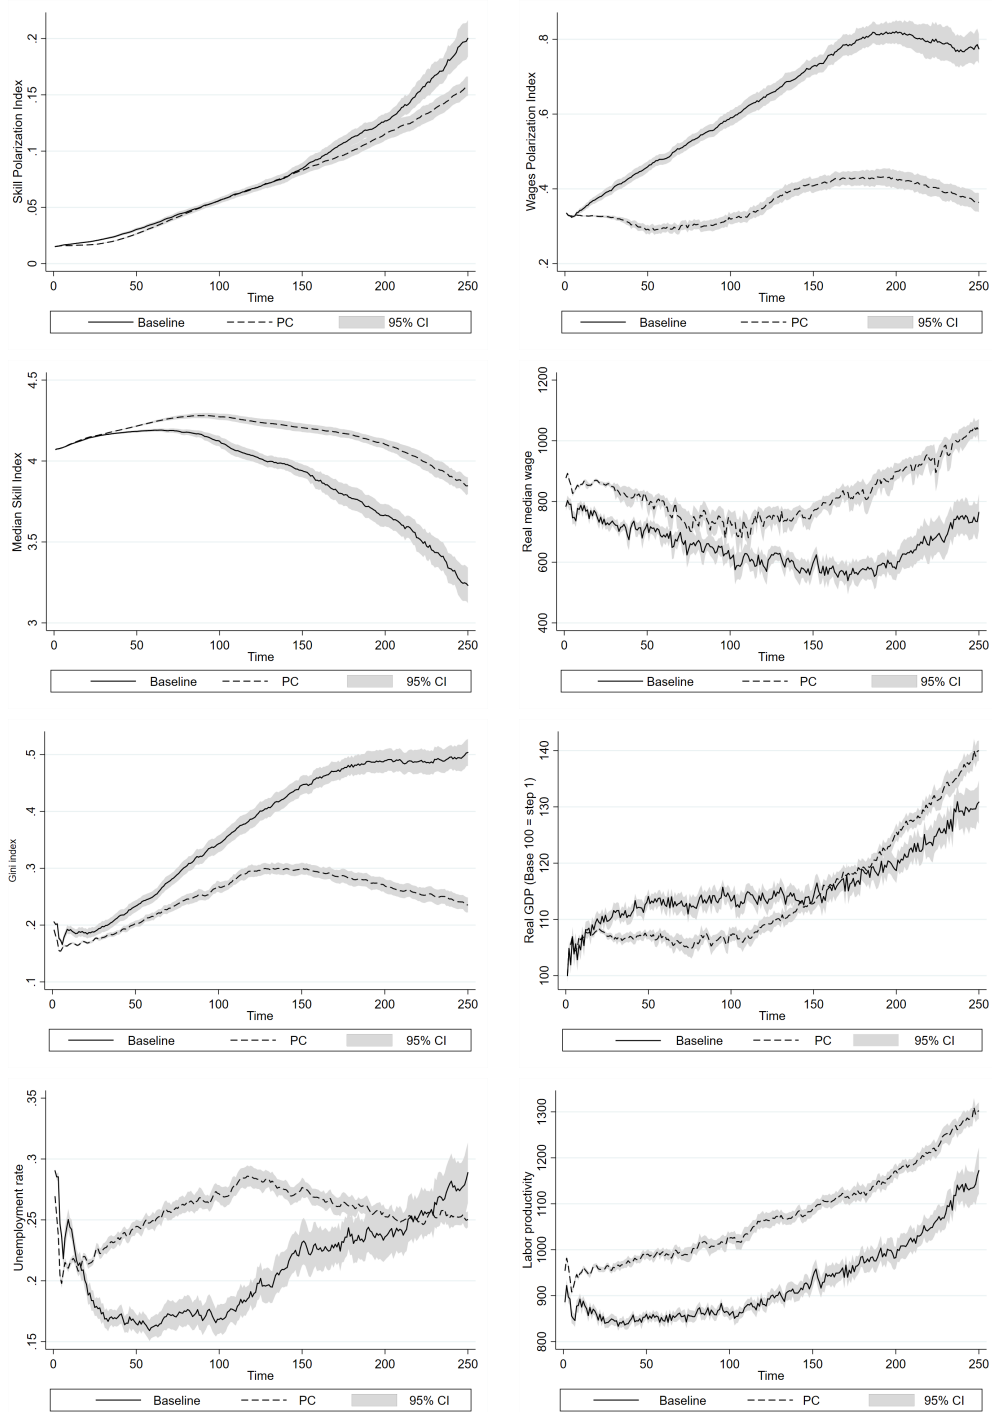 Skill Polarization Index
.2
.15
.1
.05
0
0 50 100 150 200 250
Time
Baseline PC 95% CI
Wages Polarization Index
.8
.6
.4
.2
0 50 100 150 200 250
Time
Baseline PC 95% CI
Median Skill Index
4.5
4
3.5
3
0 50 100 150 200 250
Time
Baseline PC 95% CI
Real median wage
1200
1000
800
600
400
0 50 100 150 200 250
Time
Baseline PC 95% CI
Gini index
.5
.4
.3
.2
.1
0 50 100 150 200 250
Time
Baseline PC 95% CI
Real GDP (Base 100 = step 1)
140
130
120
110
100
0 50 100 150 200 250
Time
Baseline PC 95% CI
Unemployment rate
.35
.3
.25
.2
.15
0 50 100 150 200 250
Time
Baseline PC 95% CI
Labor productivity
1300
1200
1100
1000
900
800
0 50 100 150 200 250
Time
Baseline PC 95% CI